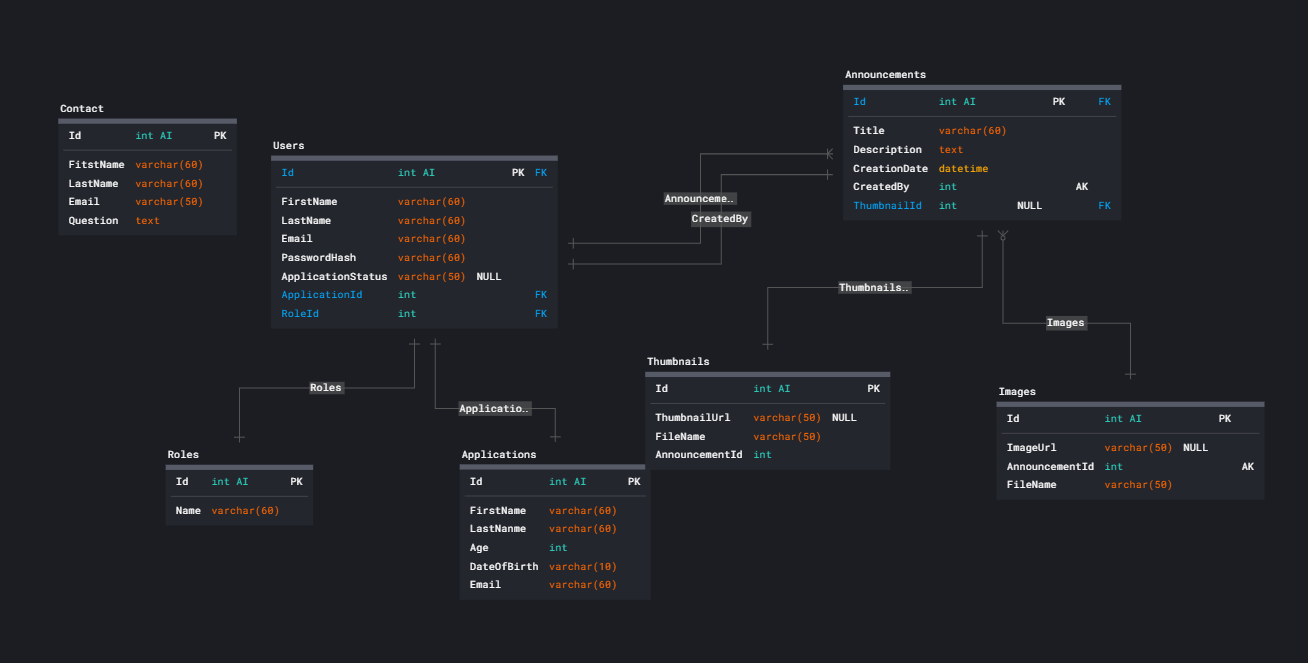 Contact
Id int AI PK
FitstName varchar(60)
LastName varchar(60)
Email varchar(50)
Question text
Users
Id int AI PK FK
FirstName varchar(60)
LastName varchar(60)
Email varchar(60)
PasswordHash varchar(60)
ApplicationStatus varchar(50) NULL
ApplicationId int FK
RoleId int FK
Announcements
Id int AI PK FK
Title varchar(60)
Description text
CreationDate datetime
CreatedBy int AK
ThumbnailId int NULL FK
Announceme..
CreatedBy
Thumbnails..
Images
Roles
Applicatio..
Thumbnails
Id int AI PK
ThumbnailUrl varchar(50) NULL
FileName varchar(50)
AnnouncementId int
Images
Id int AI PK
ImageUrl varchar(50) NULL
AnnouncementId int AK
FileName varchar(50)
Roles
Id int AI PK
Name varchar(60)
Applications
Id int AI PK
FirstName varchar(60)
LastNanme varchar(60)
Age int
DateOfBirth varchar(10)
Email varchar(60)